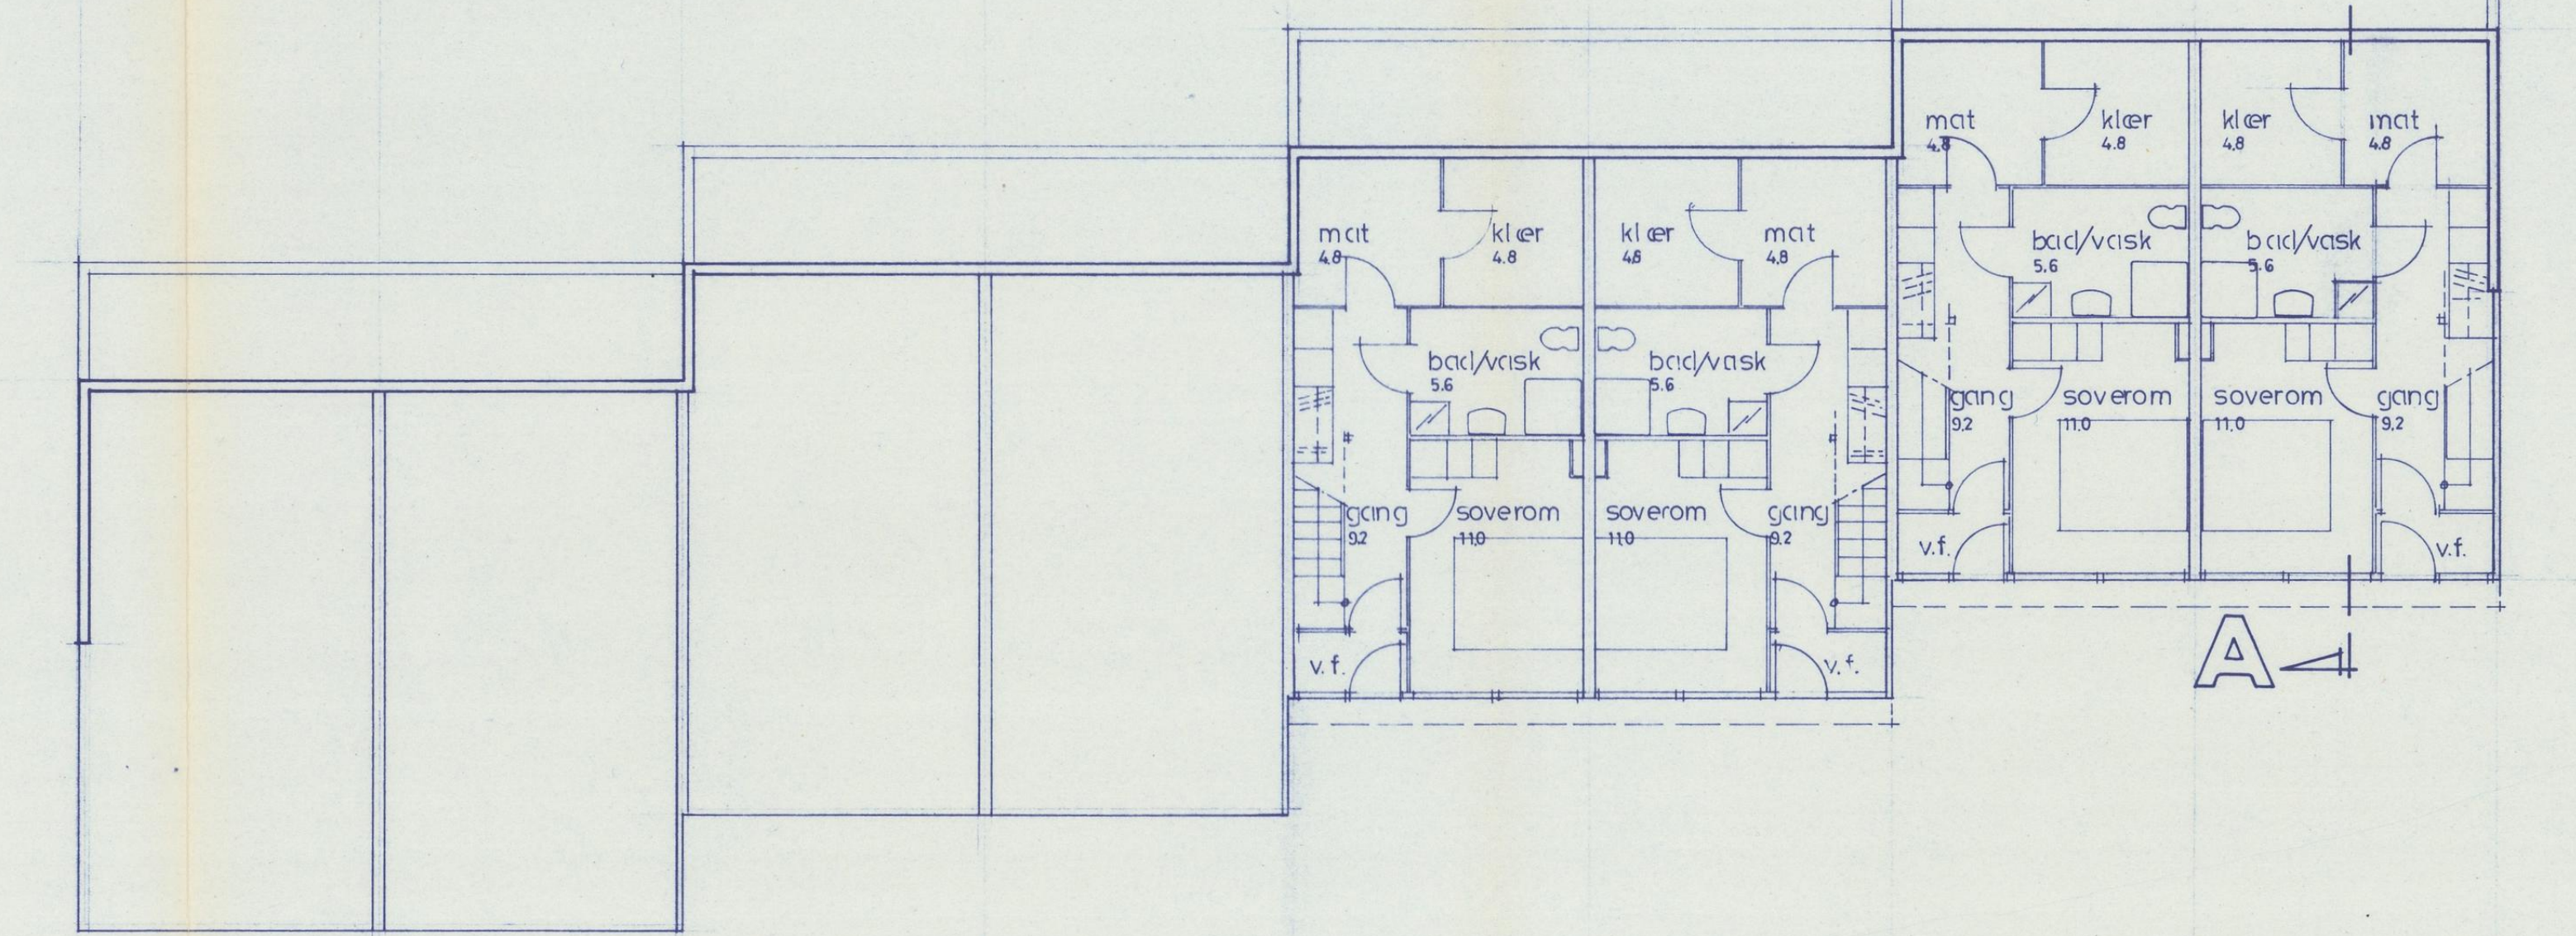 mat
4.8
klær
4.8
klær
4.8
mat
4.8
bad/vask
5.6
bad/vask
5.6
gang
9.2
soverom
11.0
soverom
11.0
gang
9.2
v.f.
v.f.
mat
4.8
klær
4.8
klær
4.8
mat
4.8
bad/vask
5.6
bad/vask
5.6
gang
9.2
soverom
11.0
soverom
11.0
gang
9.2
v.f.
v.f.
A